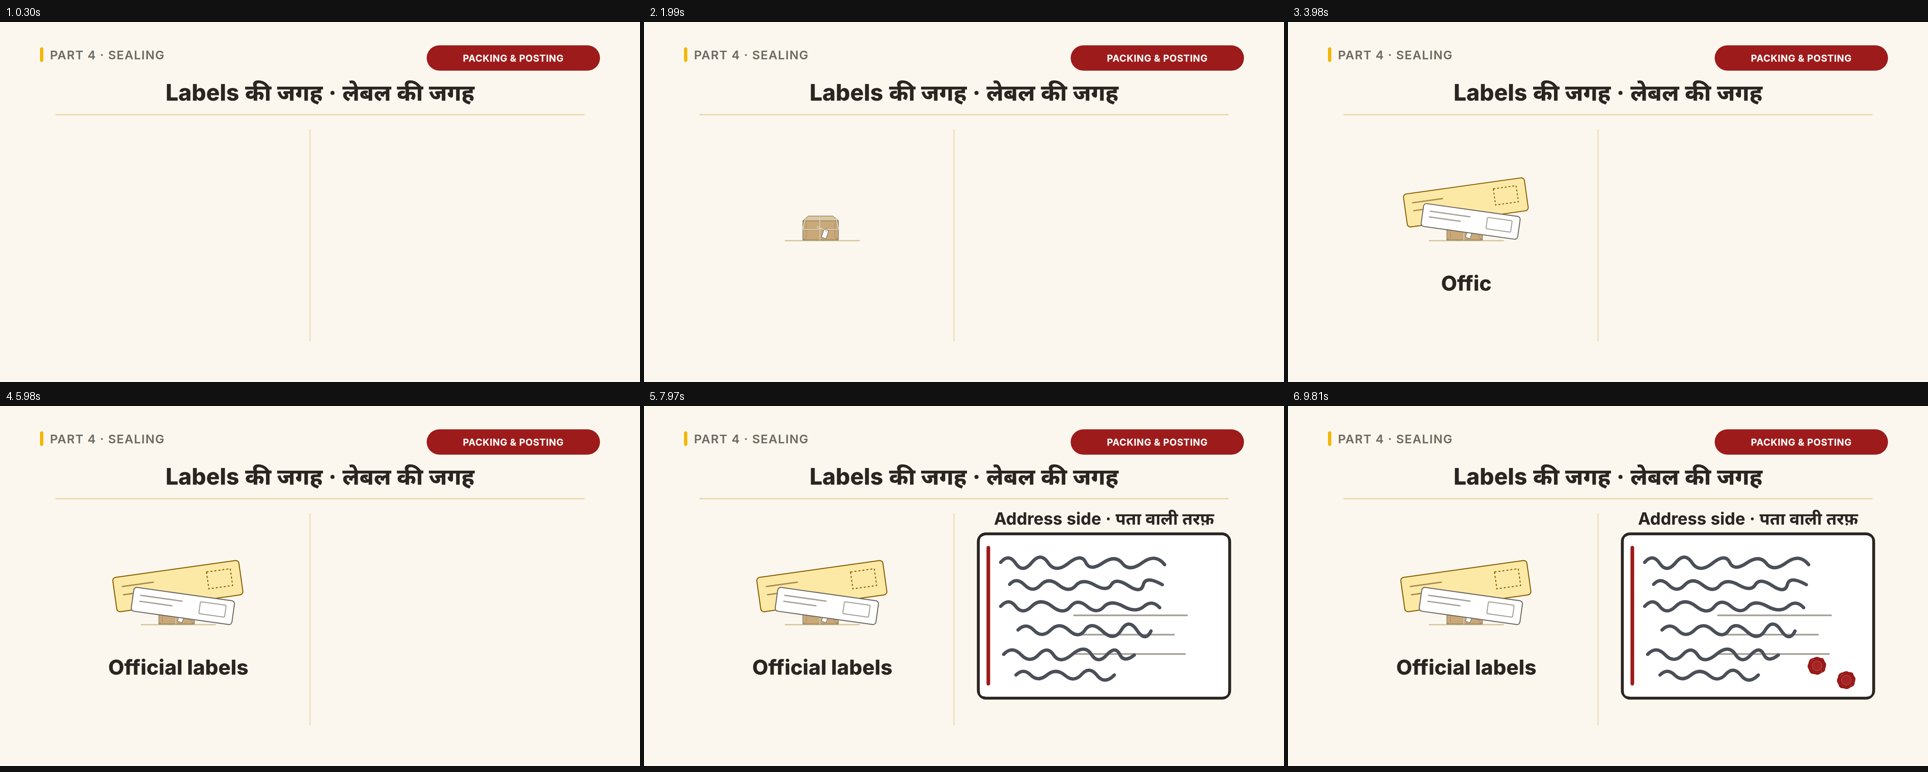 1. 0.30s
PART 4 · SEALING
PACKING & POSTING
Labels की जगह · लेबल की जगह
2. 1.99s
PART 4 · SEALING
PACKING & POSTING
Labels की जगह · लेबल की जगह
3. 3.98s
PART 4 · SEALING
PACKING & POSTING
Labels की जगह · लेबल की जगह
Offic
4. 5.98s
PART 4 · SEALING
PACKING & POSTING
Labels की जगह · लेबल की जगह
Official labels
5. 7.97s
PART 4 · SEALING
PACKING & POSTING
Labels की जगह · लेबल की जगह
Address side · पता वाली तरफ़
Official labels
6. 9.81s
PART 4 · SEALING
PACKING & POSTING
Labels की जगह · लेबल की जगह
Address side · पता वाली तरफ़
Official labels